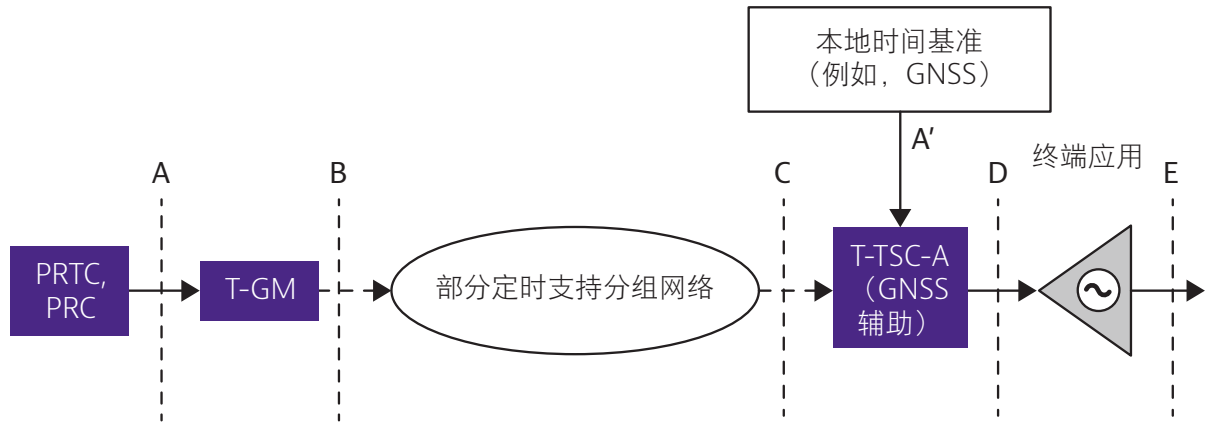 本地时间基准
（例如，GNSS）
A′
终端应用
A
B
C
D
E
PRTC,
PRC
T-GM
部分定时支持分组网络
T-TSC-A
（GNSS
辅助）